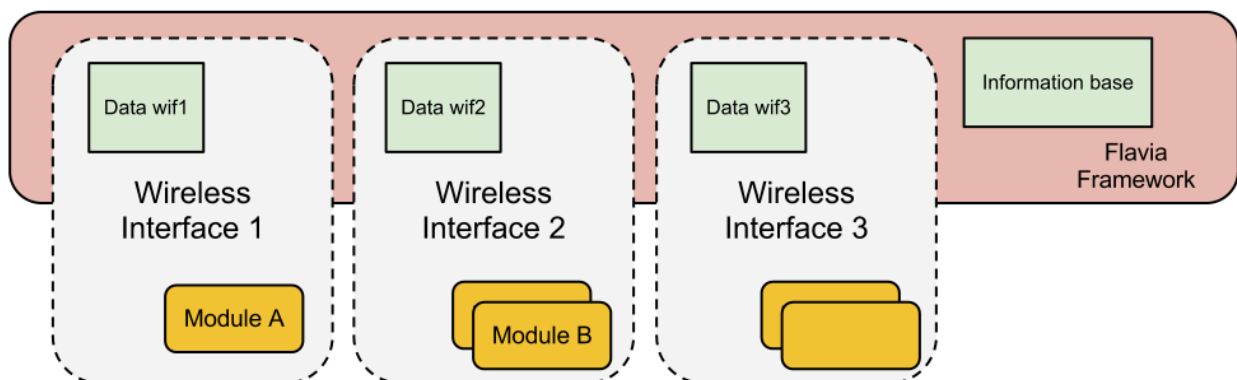 Data wif1
Data wif2
Data wif3
Information base
Flavia
Framework
Wireless
Interface 1
Wireless
Interface 2
Wireless
Interface 3
Module A
Module B